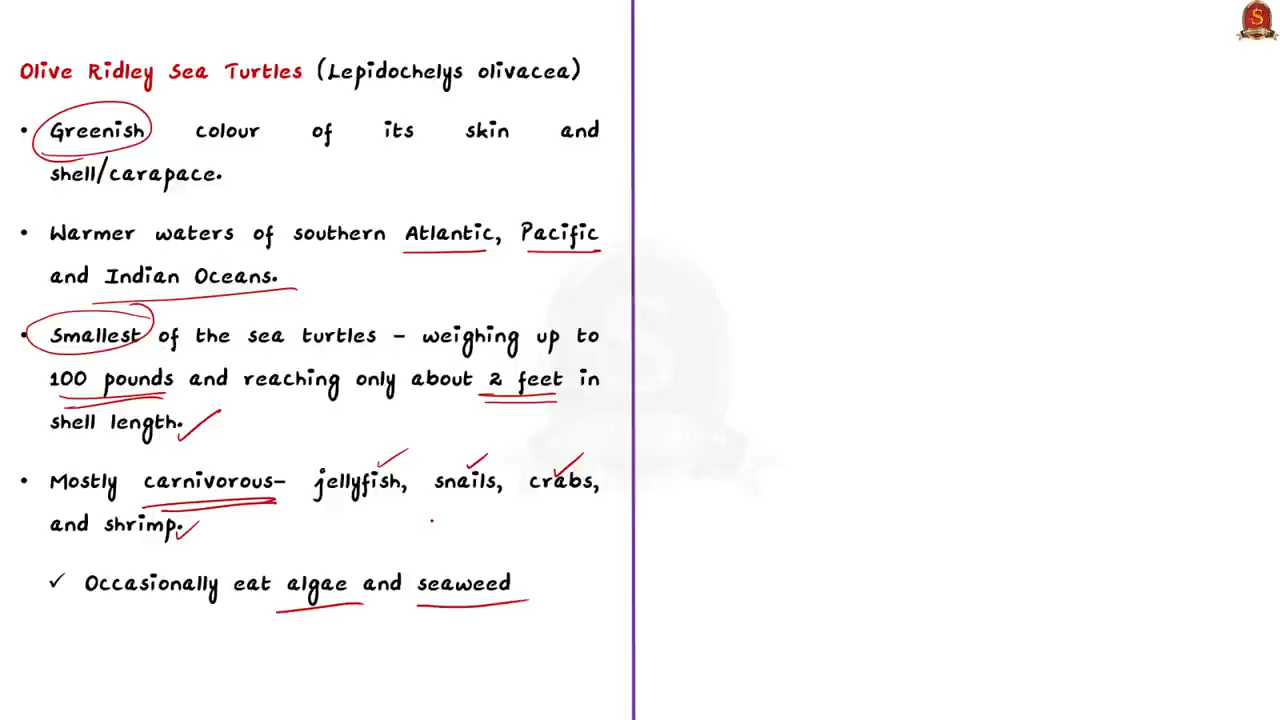 Olive Ridley Sea Turtles (Lepidochelys olivacea)
• Greenish colour of its skin and
shell/carapace.
• Warmer waters of southern Atlantic, Pacific
and Indian Oceans.
• Smallest of the sea turtles – weighing up to
100 pounds and reaching only about 2 feet in
shell length.
• Mostly carnivorous- jellyfish, snails, crabs,
and shrimp.
✓ Occasionally eat algae and seaweed